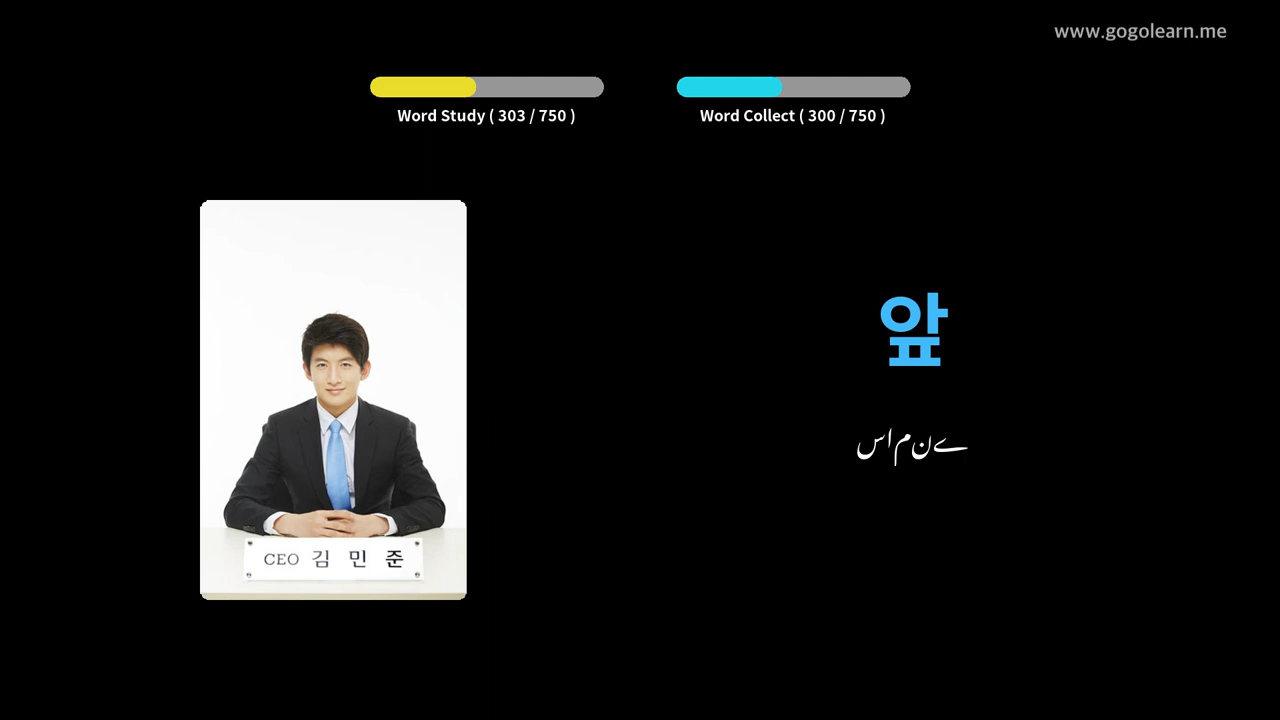 www.gogolearn.me
Word Study ( 303 / 750 )
Word Collect ( 300 / 750 )
앞
سامنے
CEO 김 민 준